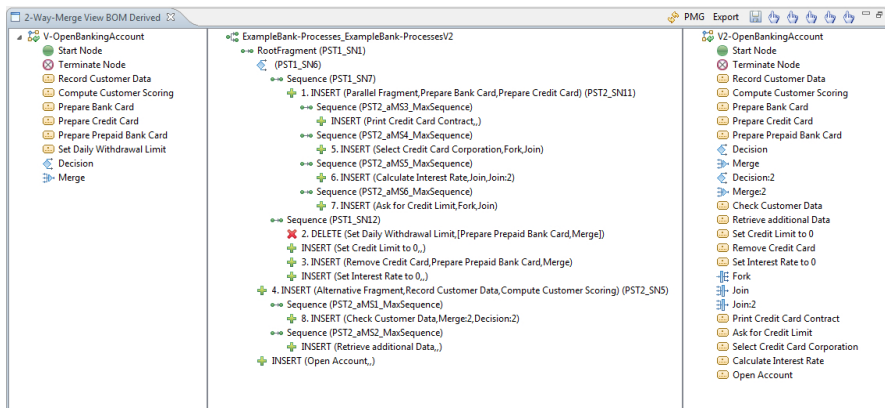 2-Way-Merge View BOM Derived
PMG Export
V-OpenBankingAccount
Start Node
Terminate Node
Record Customer Data
Compute Customer Scoring
Prepare Bank Card
Prepare Credit Card
Prepare Prepaid Bank Card
Set Daily Withdrawal Limit
Decision
Merge
ExampleBank-Processes_ExampleBank-ProcessesV2
RootFragment (PST1_SN1)
(PST1_SN6)
Sequence (PST1_SN7)
1. INSERT (Parallel Fragment,Prepare Bank Card,Prepare Credit Card) (PST2_SN11)
Sequence (PST2_aMS3_MaxSequence)
INSERT (Print Credit Card Contract,,)
Sequence (PST2_aMS4_MaxSequence)
5. INSERT (Select Credit Card Corporation,Fork,Join)
Sequence (PST2_aMS5_MaxSequence)
6. INSERT (Calculate Interest Rate,Join,Join:2)
Sequence (PST2_aMS6_MaxSequence)
7. INSERT (Ask for Credit Limit,Fork,Join)
Sequence (PST1_SN12)
2. DELETE (Set Daily Withdrawal Limit,[Prepare Prepaid Bank Card,Merge])
INSERT (Set Credit Limit to 0,,)
3. INSERT (Remove Credit Card,Prepare Prepaid Bank Card,Merge)
INSERT (Set Interest Rate to 0,,)
4. INSERT (Alternative Fragment,Record Customer Data,Compute Customer Scoring) (PST2_SN5)
Sequence (PST2_aMS1_MaxSequence)
8. INSERT (Check Customer Data,Merge:2,Decision:2)
Sequence (PST2_aMS2_MaxSequence)
INSERT (Retrieve additional Data,,)
INSERT (Open Account,,)
V2-OpenBankingAccount
Start Node
Terminate Node
Record Customer Data
Compute Customer Scoring
Prepare Bank Card
Prepare Credit Card
Prepare Prepaid Bank Card
Decision
Merge
Decision:2
Merge:2
Check Customer Data
Retrieve additional Data
Set Credit Limit to 0
Remove Credit Card
Set Interest Rate to 0
Fork
Join
Join:2
Print Credit Card Contract
Ask for Credit Limit
Select Credit Card Corporation
Calculate Interest Rate
Open Account